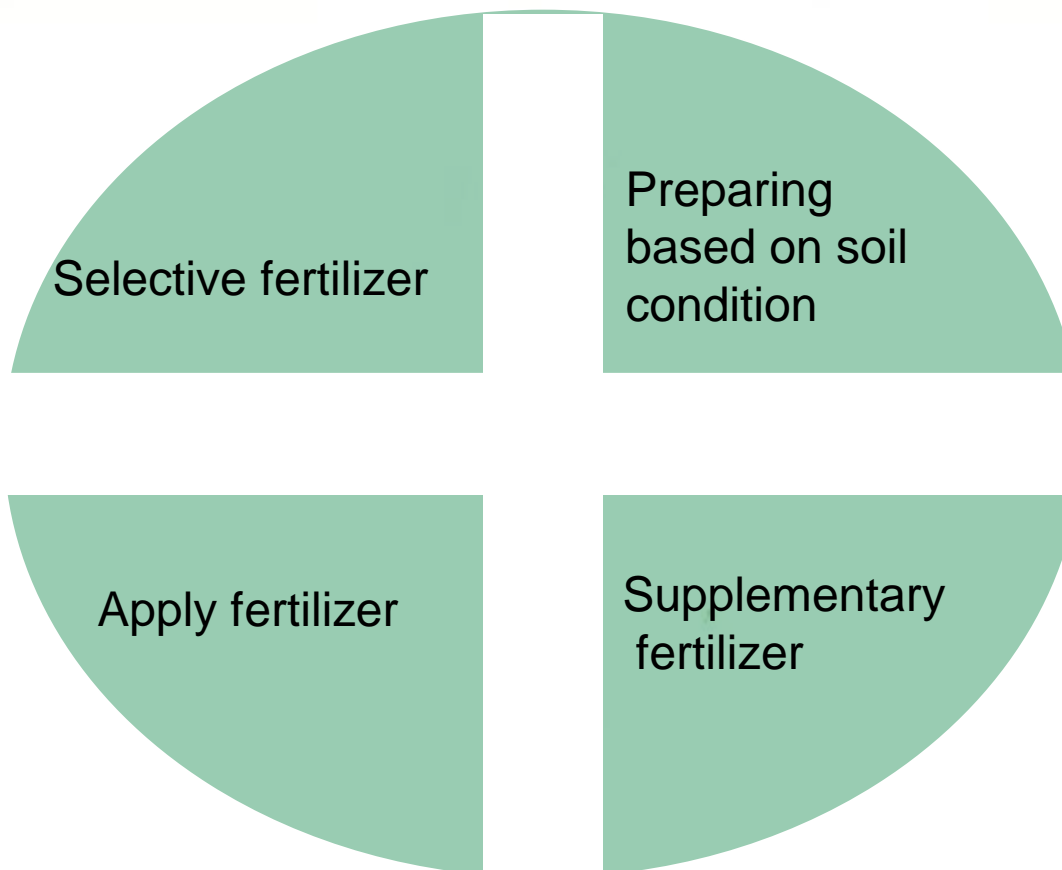 Selective fertilizer
Preparing
based on soil
condition
Apply fertilizer
Supplementary
fertilizer